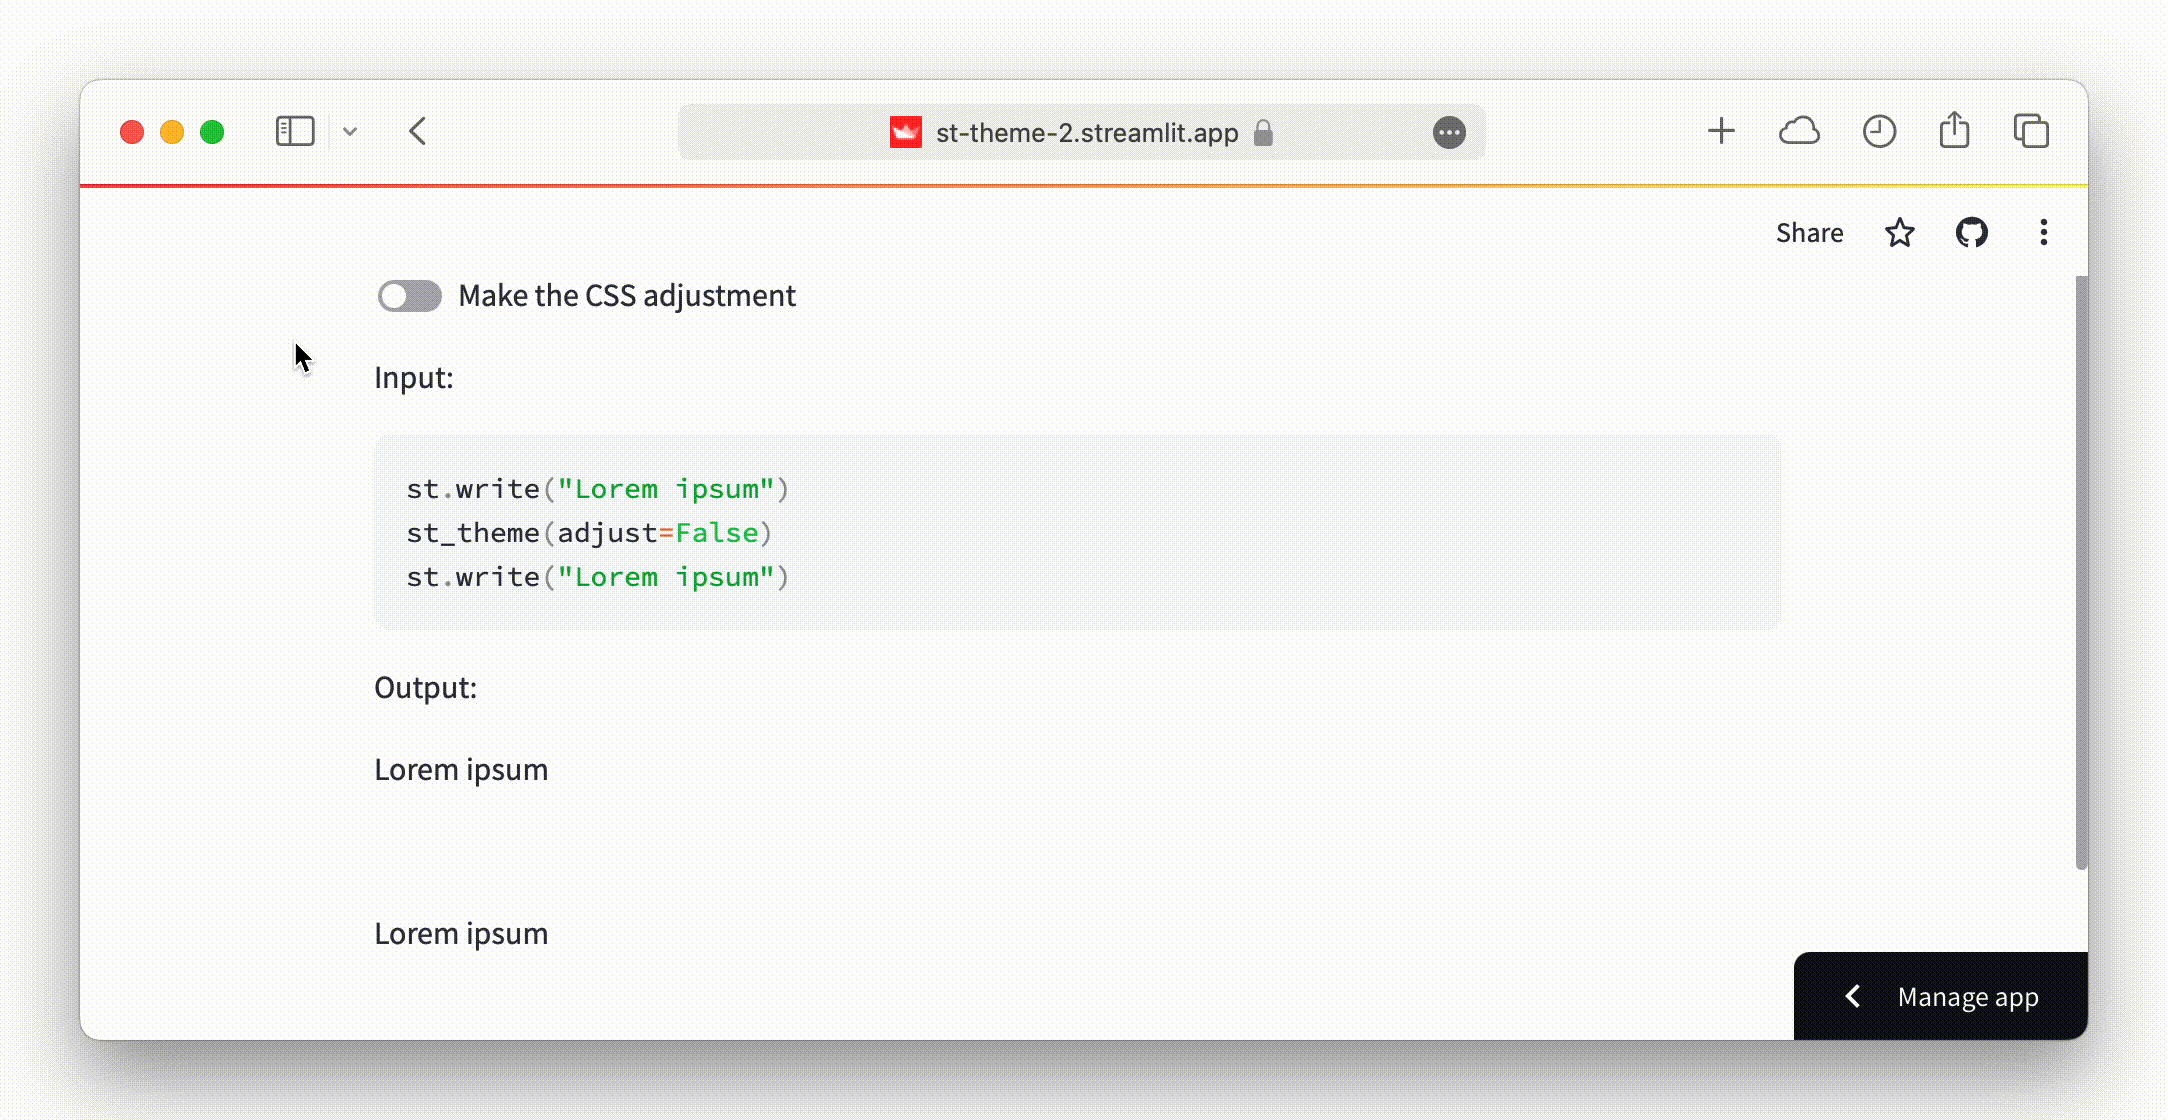 st-theme-2.streamlit.app
Share
Make the CSS adjustment
Input:
st.write("Lorem ipsum")
st_theme(adjust=False)
st.write("Lorem ipsum")
Output:
Lorem ipsum
Lorem ipsum
Manage app